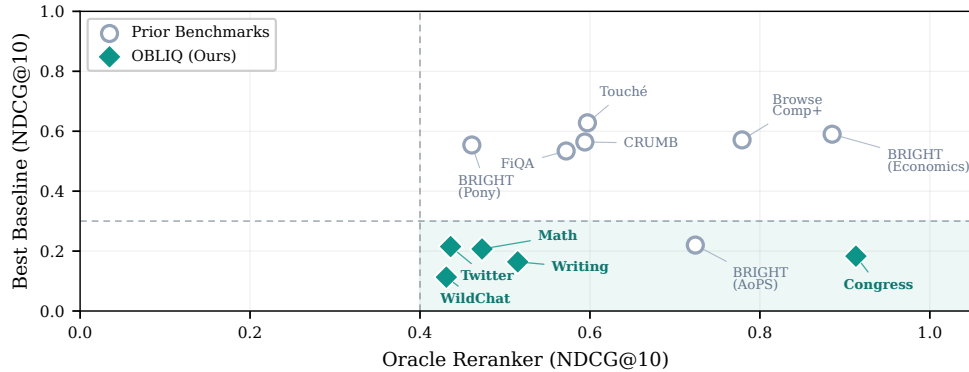 1.0
0.8
0.6
0.4
0.2
0.0
Best Baseline (NDCG@10)
Prior Benchmarks
OBLIQ (Ours)
Touché
Browse
Comp+
CRUMB
FiQA
BRIGHT
(Pony)
BRIGHT
(Economics)
Math
Twitter
Writing
WildChat
BRIGHT
(AoPS)
Congress
0.0
0.2
0.4
0.6
0.8
1.0
Oracle Reranker (NDCG@10)